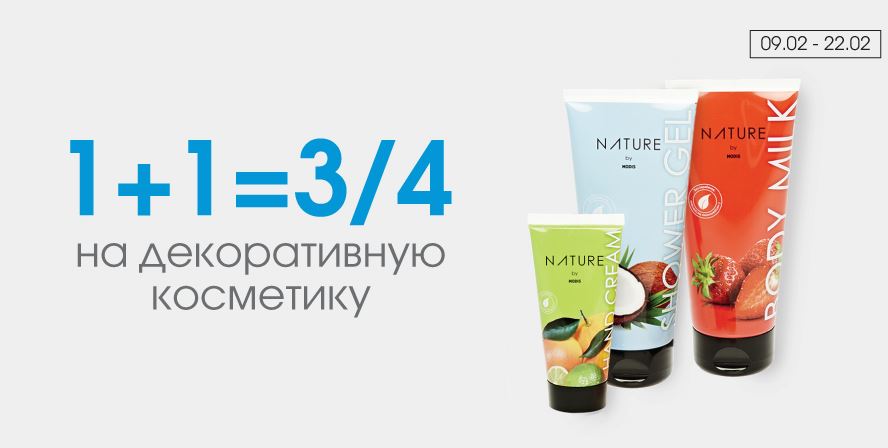 09.02 - 22.02
1+1=3/4
на декоративную
косметику
NATURE
by
MODIS
HAND CREAM
NATURE
by
MODIS
SHOWER GEL
NATURE
by
MODIS
BODY MILK